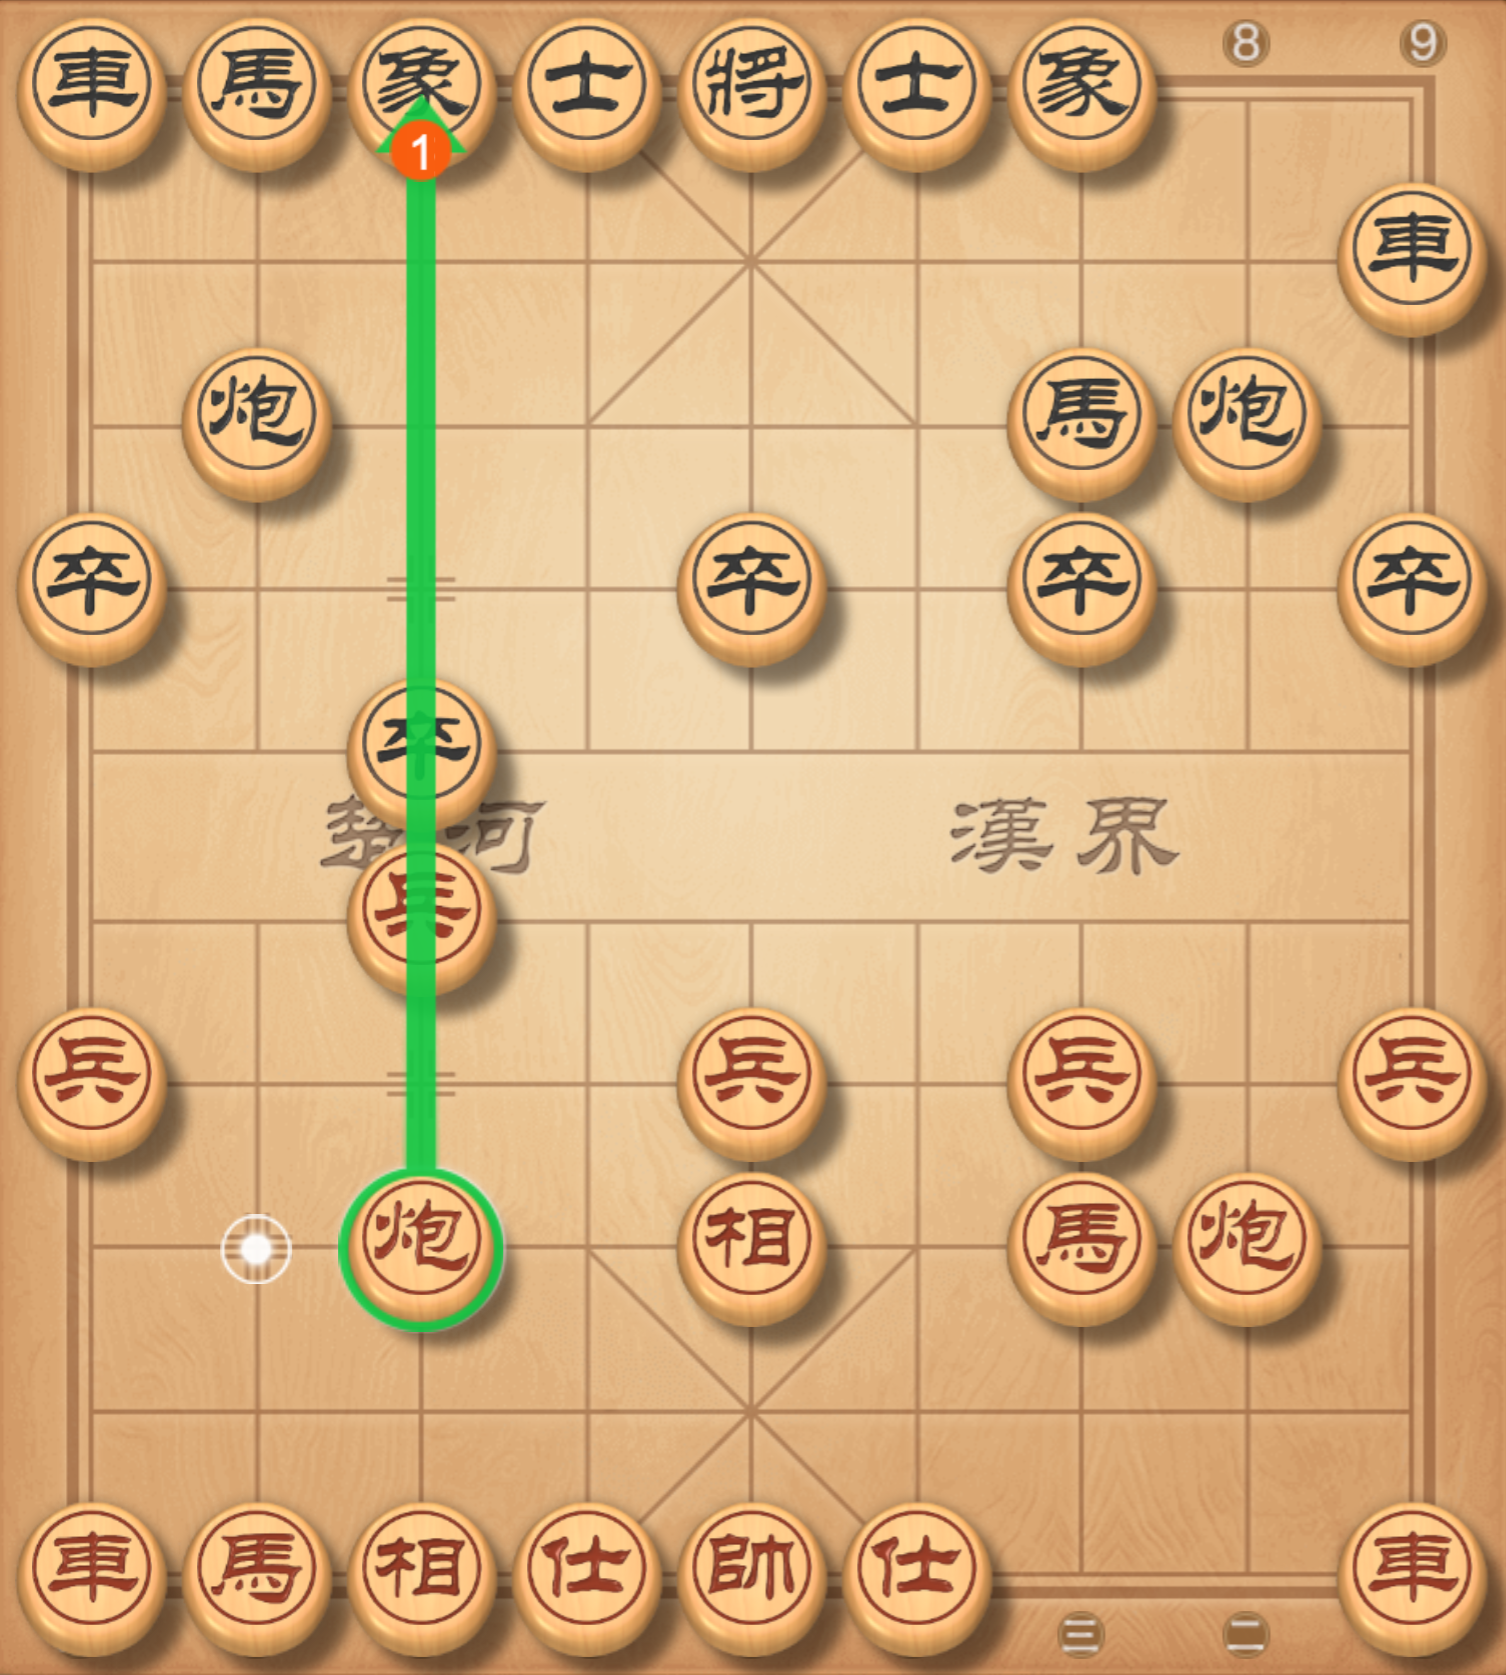 8 9
車 馬 象 士 將 士 象
1
車
炮 馬 炮
卒 卒 卒 卒
卒
楚河 漢界
兵
兵 兵 兵 兵
炮 相 馬 炮
車 馬 相 仕 帥 仕 車
三 二